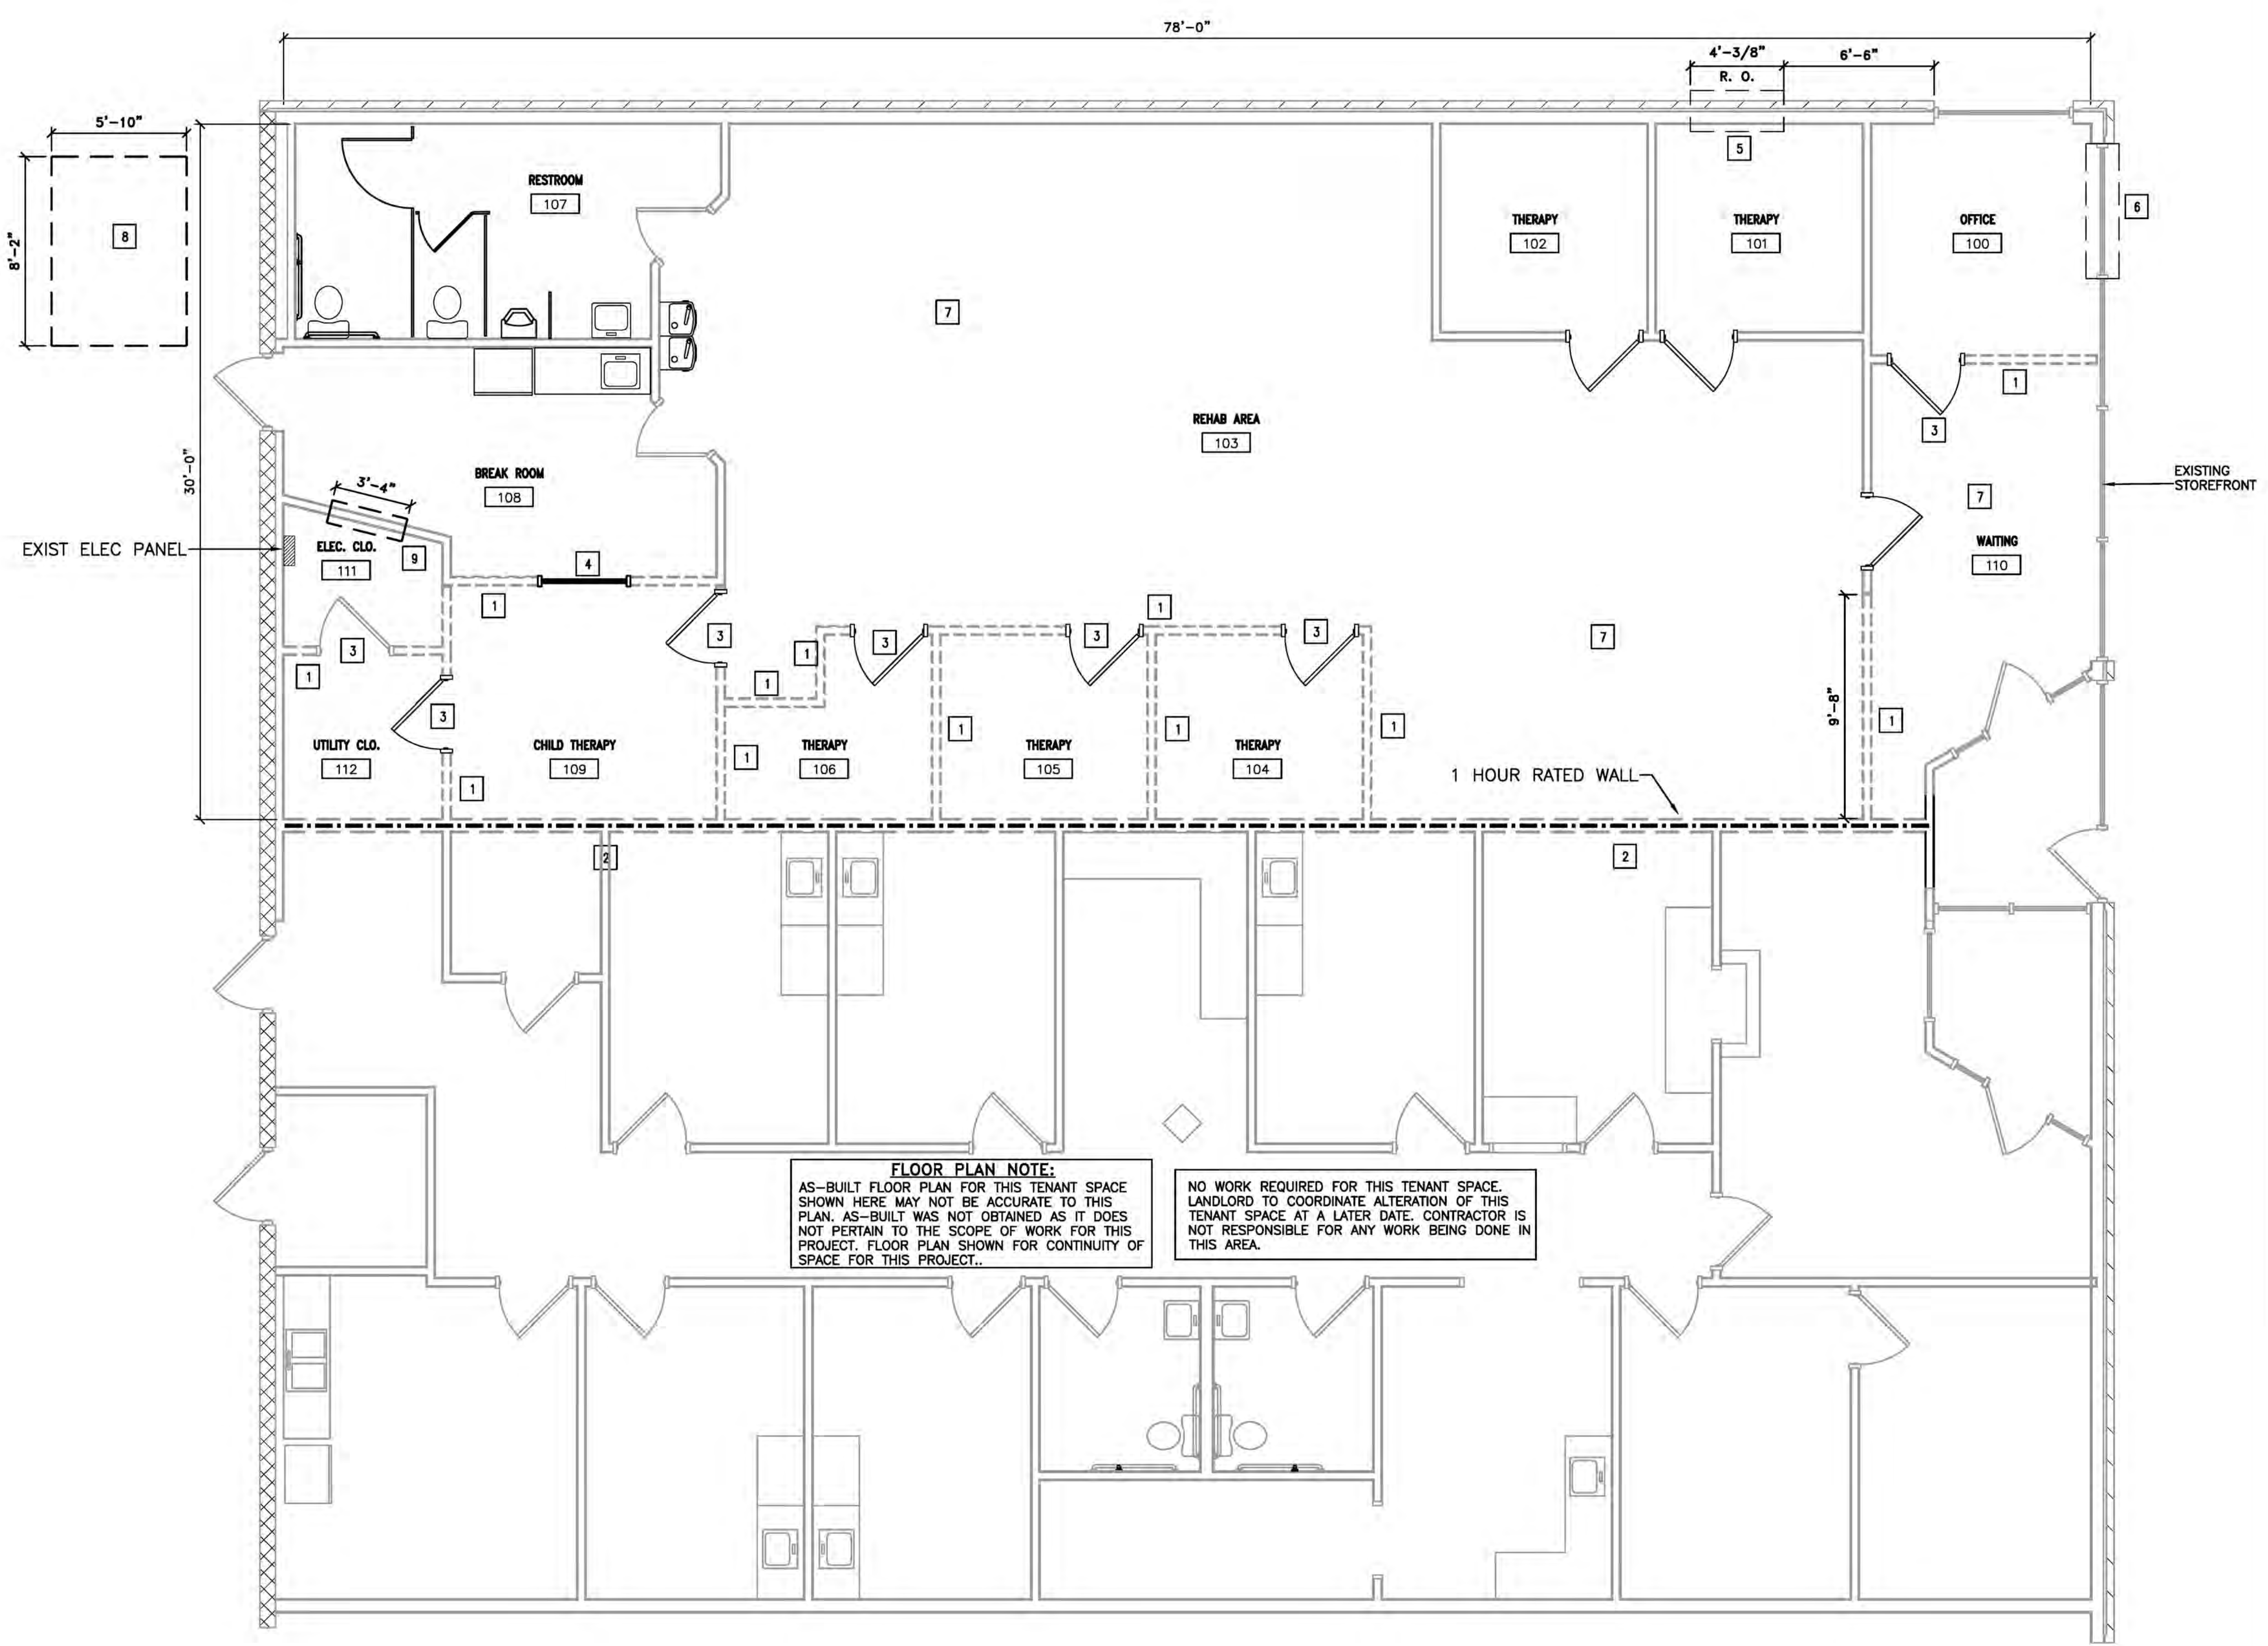 78'-0"
4'-3/8"
6'-6"
R. O.
5'-10"
5
8'-2"
8
RESTROOM
107
THERAPY
102
THERAPY
101
OFFICE
100
6
7
1
3
REHAB AREA
103
30'-0"
BREAK ROOM
108
3'-4"
EXISTING
STOREFRONT
7
WAITING
110
EXIST ELEC PANEL
ELEC. CLO.
111
9
4
1
1
3
3
3
3
7
3
1
1
1
9'-8"
3
1
1
1
1
1
UTILITY CLO.
112
CHILD THERAPY
109
THERAPY
106
THERAPY
105
THERAPY
104
1
1 HOUR RATED WALL
1
2
2
FLOOR PLAN NOTE:
AS-BUILT FLOOR PLAN FOR THIS TENANT SPACE
SHOWN HERE MAY NOT BE ACCURATE TO THIS
PLAN. AS-BUILT WAS NOT OBTAINED AS IT DOES
NOT PERTAIN TO THE SCOPE OF WORK FOR THIS
PROJECT. FLOOR PLAN SHOWN FOR CONTINUITY OF
SPACE FOR THIS PROJECT..
NO WORK REQUIRED FOR THIS TENANT SPACE.
LANDLORD TO COORDINATE ALTERATION OF THIS
TENANT SPACE AT A LATER DATE. CONTRACTOR IS
NOT RESPONSIBLE FOR ANY WORK BEING DONE IN
THIS AREA.